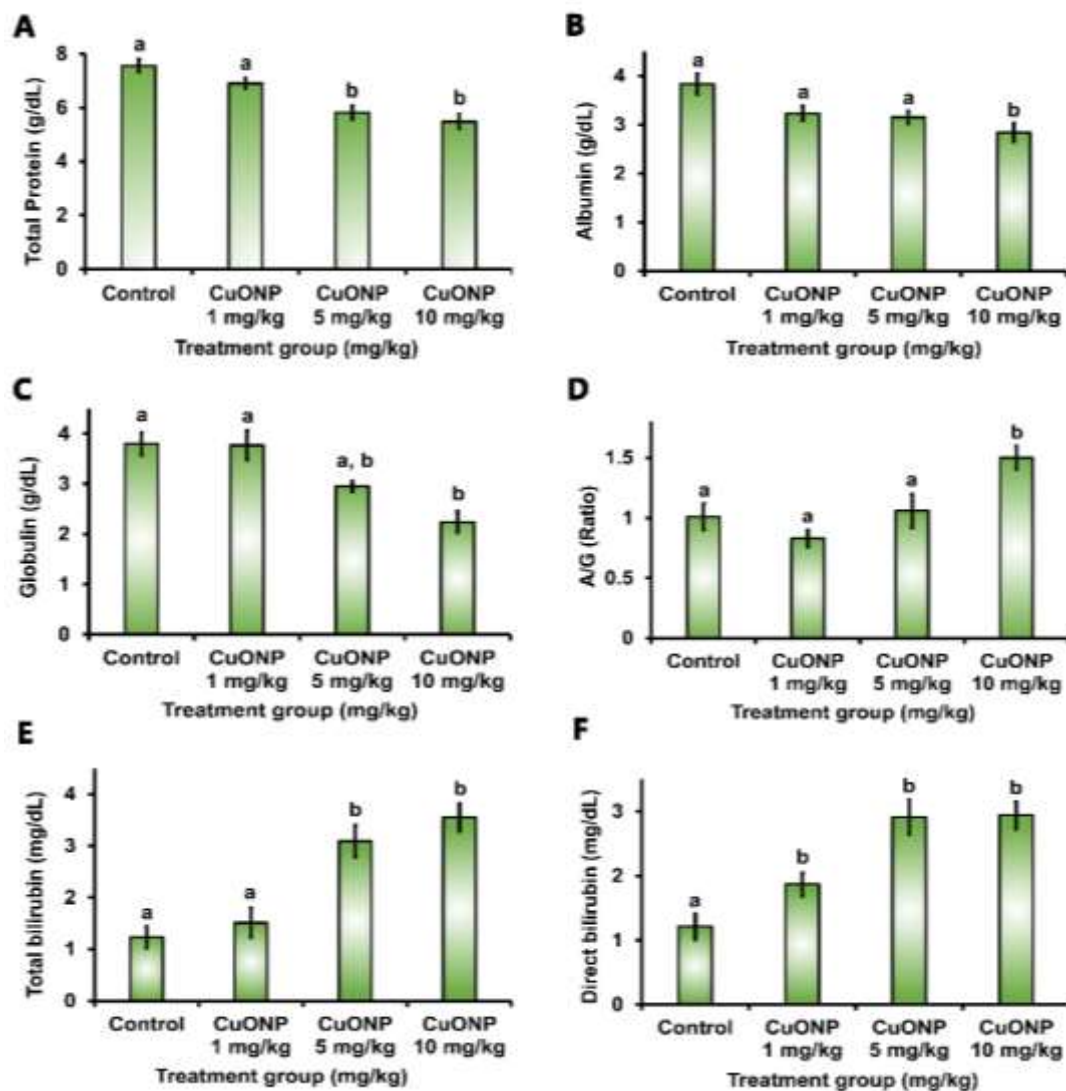 A
Total Protein (g/dL)
8
6
4
2
0
a
a
b
b
Control
CuONP
1 mg/kg
CuONP
5 mg/kg
CuONP
10 mg/kg
Treatment group (mg/kg)
B
Albumin (g/dL)
4
3
2
1
0
a
a
a
b
Control
CuONP
1 mg/kg
CuONP
5 mg/kg
CuONP
10 mg/kg
Treatment group (mg/kg)
C
Globulin (g/dL)
4
3
2
1
0
a
a
a, b
b
Control
CuONP
1 mg/kg
CuONP
5 mg/kg
CuONP
10 mg/kg
Treatment group (mg/kg)
D
A/G (Ratio)
1.5
1
0.5
0
a
a
a
b
Control
CuONP
1 mg/kg
CuONP
5 mg/kg
CuONP
10 mg/kg
Treatment group (mg/kg)
E
Total bilirubin (mg/dL)
4
3
2
1
0
a
a
b
b
Control
CuONP
1 mg/kg
CuONP
5 mg/kg
CuONP
10 mg/kg
Treatment group (mg/kg)
F
Direct bilirubin (mg/dL)
3
2
1
0
a
b
b
b
Control
CuONP
1 mg/kg
CuONP
5 mg/kg
CuONP
10 mg/kg
Treatment group (mg/kg)